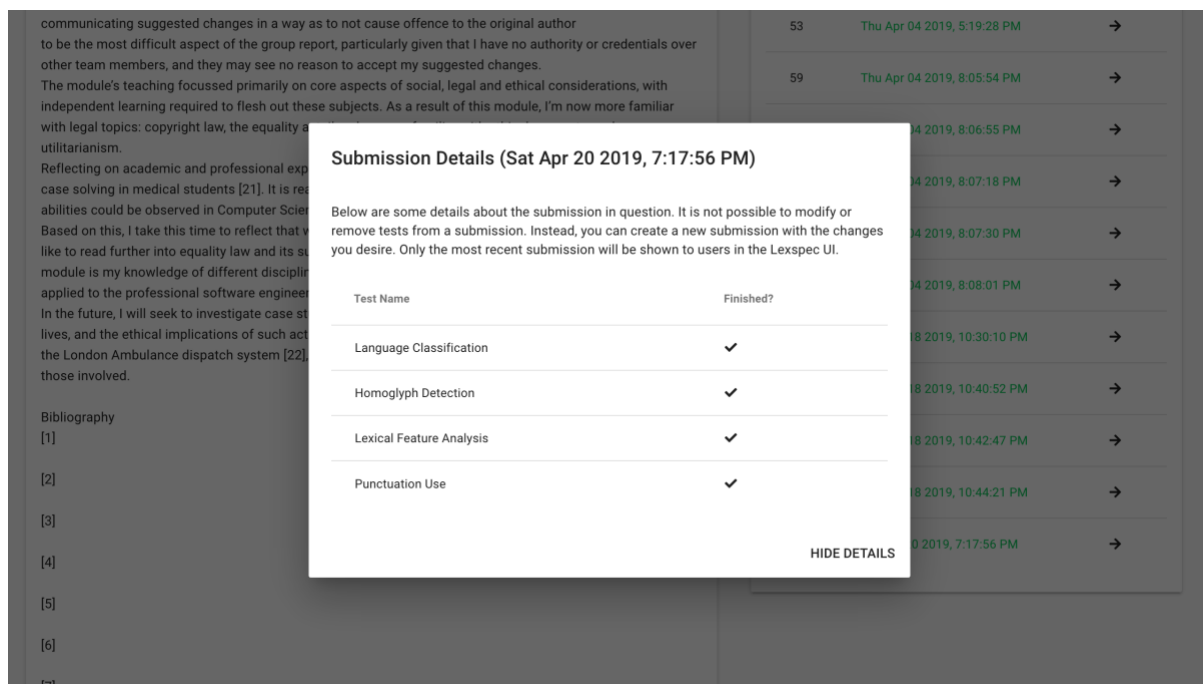 communicating suggested changes in a way as to not cause offence to the original author
to be the most difficult aspect of the group report, particularly given that I have no authority or credentials over
other team members, and they may see no reason to accept my suggested changes.
The module's teaching focussed primarily on core aspects of social, legal and ethical considerations, with
independent learning required to flesh out these subjects. As a result of this module, I'm now more familiar
with legal topics: copyright law, the equality a
utilitarianism.
Reflecting on academic and professional exp
case solving in medical students [21]. It is rea
abilities could be observed in Computer Scien
Based on this, I take this time to reflect that w
like to read further into equality law and its su
module is my knowledge of different disciplin
applied to the professional software engineer
In the future, I will seek to investigate case st
lives, and the ethical implications of such act
the London Ambulance dispatch system [22],
those involved.
Bibliography
[1]
[2]
[3]
[4]
[5]
[6]
Submission Details (Sat Apr 20 2019, 7:17:56 PM)
Below are some details about the submission in question. It is not possible to modify or
remove tests from a submission. Instead, you can create a new submission with the changes
you desire. Only the most recent submission will be shown to users in the Lexspec UI.
Test Name Finished?
Language Classification
Homoglyph Detection
Lexical Feature Analysis
Punctuation Use
HIDE DETAILS
53 Thu Apr 04 2019, 5:19:28 PM
59 Thu Apr 04 2019, 8:05:54 PM
04 2019, 8:06:55 PM
04 2019, 8:07:18 PM
04 2019, 8:07:30 PM
04 2019, 8:08:01 PM
18 2019, 10:30:10 PM
18 2019, 10:40:52 PM
18 2019, 10:42:47 PM
18 2019, 10:44:21 PM
0 2019, 7:17:56 PM